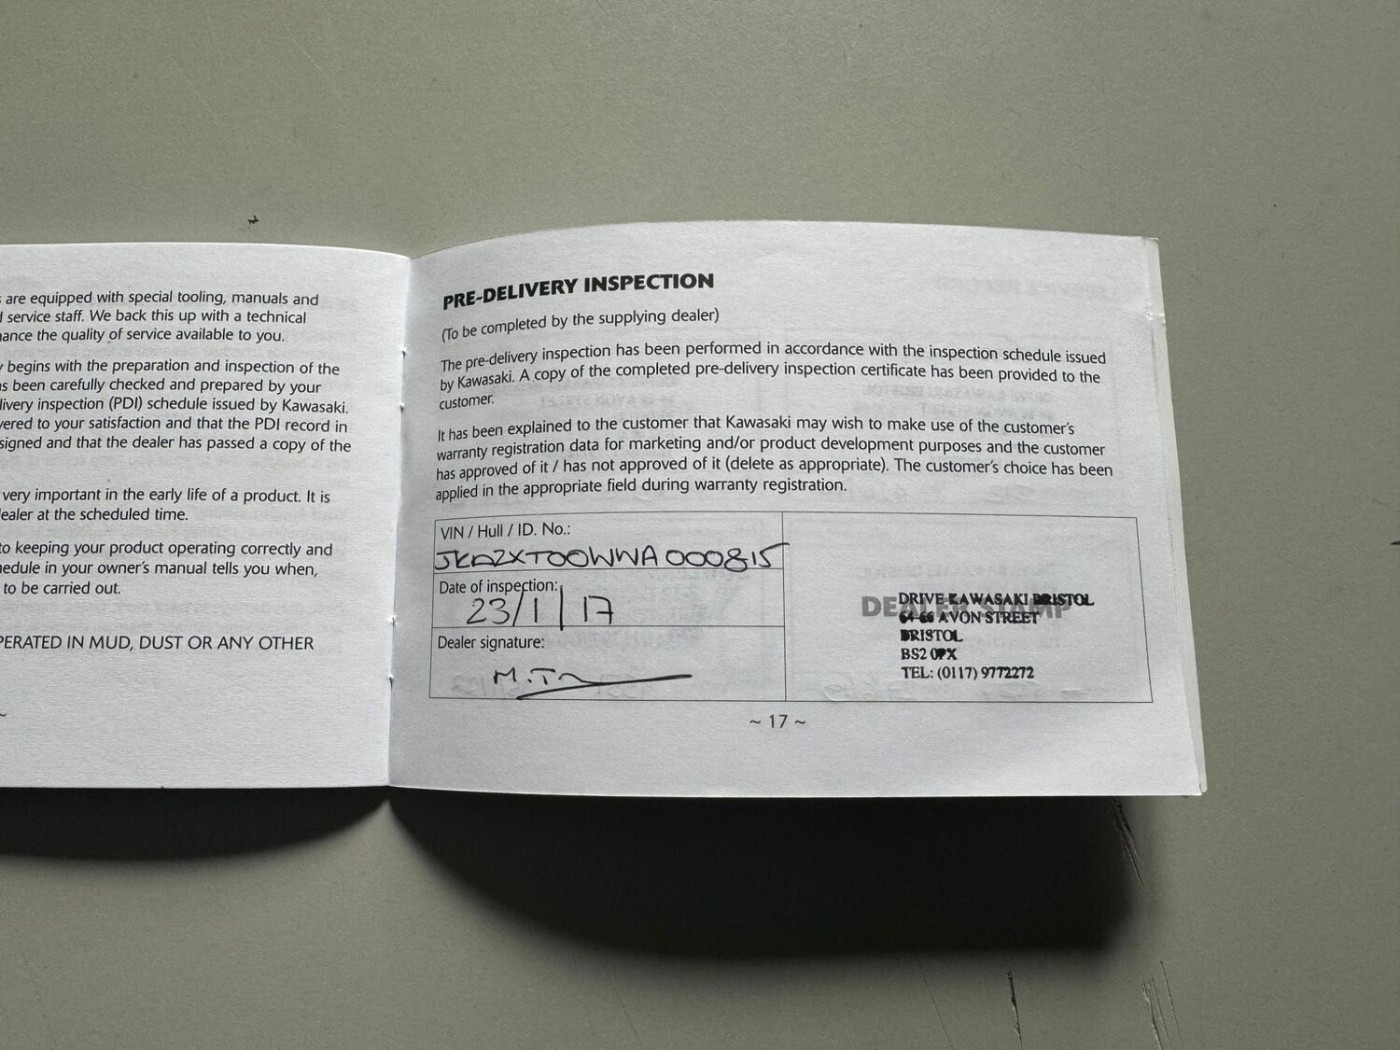 are equipped with special tooling, manuals and
service staff. We back this up with a technical
ance the quality of service available to you.
begins with the preparation and inspection of the
s been carefully checked and prepared by your
livery inspection (PDI) schedule issued by Kawasaki.
vered to your satisfaction and that the PDI record in
signed and that the dealer has passed a copy of the
very important in the early life of a product. It is
ealer at the scheduled time.
to keeping your product operating correctly and
edule in your owner's manual tells you when,
to be carried out.
PERATED IN MUD, DUST OR ANY OTHER
~
PRE-DELIVERY INSPECTION
(To be completed by the supplying dealer)
The pre-delivery inspection has been performed in accordance with the inspection schedule issued
by Kawasaki. A copy of the completed pre-delivery inspection certificate has been provided to the
customer.
It has been explained to the customer that Kawasaki may wish to make use of the customer's
warranty registration data for marketing and/or product development purposes and the customer
has approved of it / has not approved of it (delete as appropriate). The customer's choice has been
applied in the appropriate field during warranty registration.
VIN / Hull / ID. No.:
JKAZXT00WWA000815
Date of inspection:
23/1/17
Dealer signature:
M.T
DEALER STAMP
DRIVE KAWASAKI BRISTOL
64-66 AVON STREET
BRISTOL
BS2 0PX
TEL: (0117) 9772272
~ 17 ~